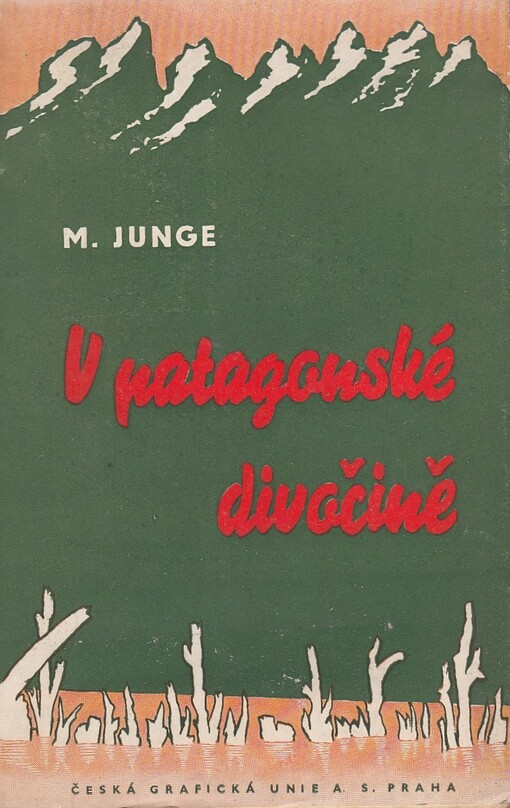 M. JUNGE
V patagonské
divočině
ČESKÁ GRAFICKÁ UNIE A. S. PRAHA